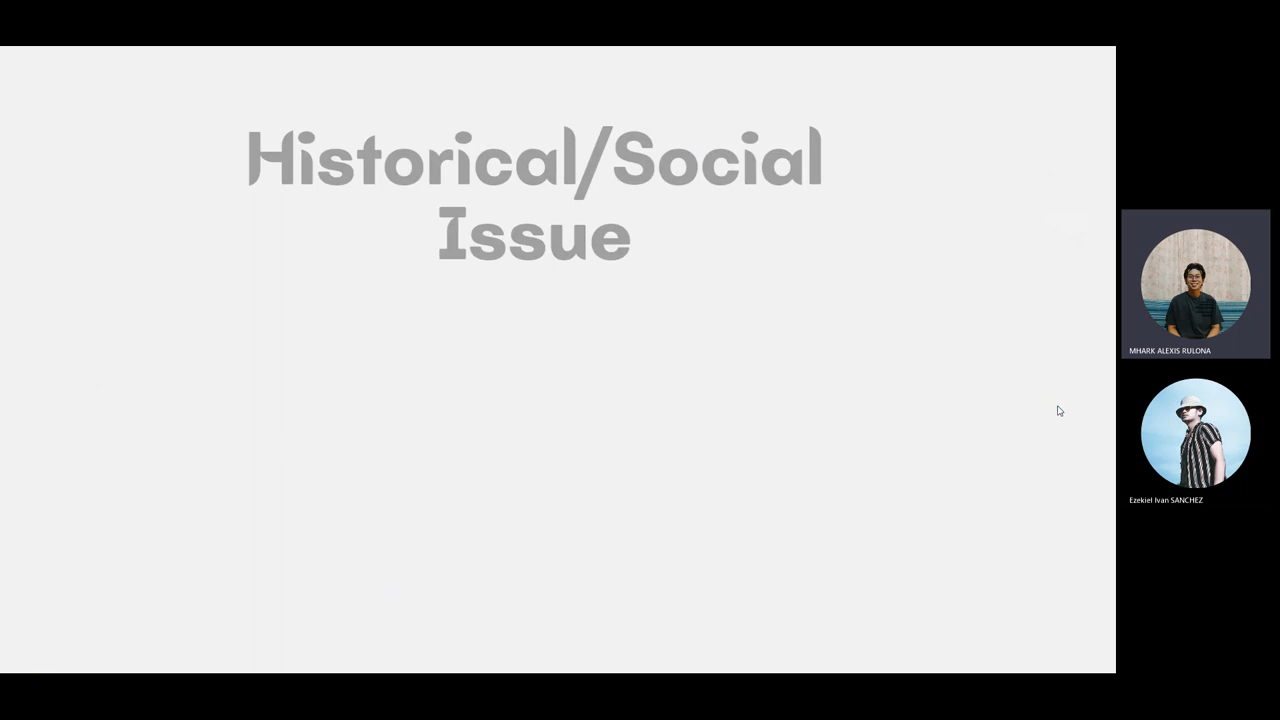 Historical/Social
Issue
MHARK ALEXIS RULONA
Ezekiel Ivan SANCHEZ